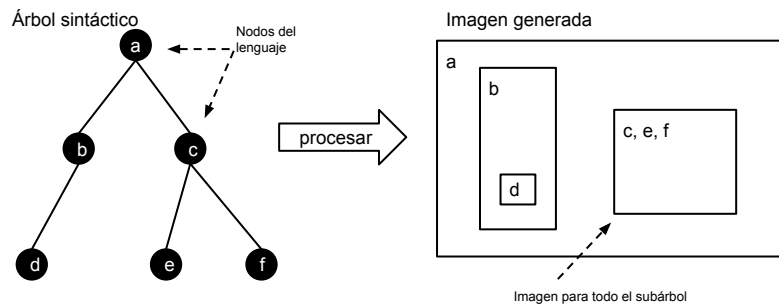 Árbol sintáctico
Nodos del
lenguaje
a
b
c
d
e
f
procesar
Imagen generada
a
b
d
c, e, f
Imagen para todo el subárbol